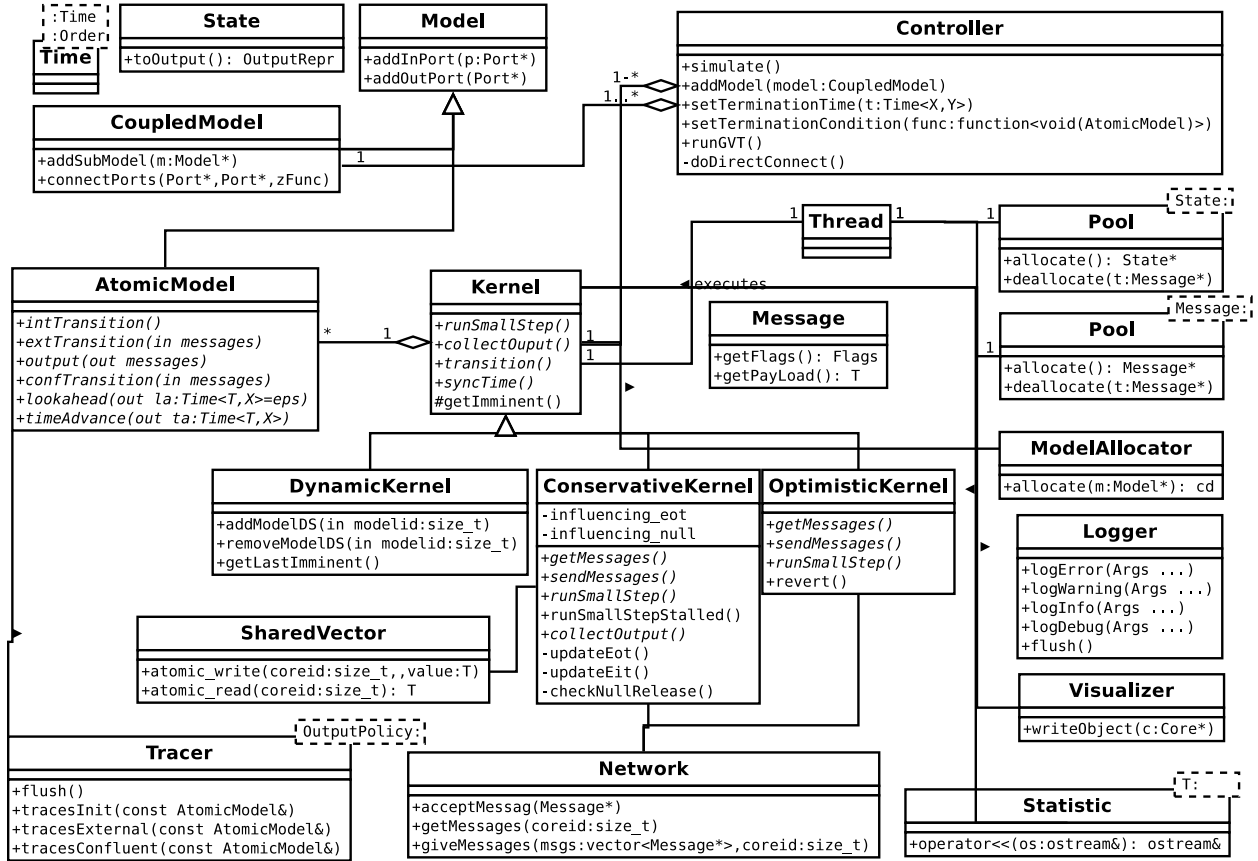 :Time
:Order
Time
State
+toOutput(): OutputRepr
Model
+addInPort(p:Port*)
+addOutPort(Port*)
Controller
+simulate()
+addModel(model:CoupledModel)
+setTerminationTime(t:Time<X,Y>)
+setTerminationCondition(func:function<void(AtomicModel)>)
+runGVT()
-doDirectConnect()
1-*
1..*
CoupledModel
+addSubModel(m:Model*)
+connectPorts(Port*,Port*,zFunc)
1
1
Thread
1
1
State:
Pool
+allocate(): State*
+deallocate(t:Message*)
AtomicModel
+intTransition()
+extTransition(in messages)
+output(out messages)
+confTransition(in messages)
+lookahead(out la:Time<T,X>=eps)
+timeAdvance(out ta:Time<T,X>)
*
1
Kernel
+runSmallStep()
+collectOuput()
+transition()
+syncTime()
#getImminent()
1
1
◄executes
Message
+getFlags(): Flags
+getPayLoad(): T
Message:
1
Pool
+allocate(): Message*
+deallocate(t:Message*)
ModelAllocator
+allocate(m:Model*): cd
DynamicKernel
+addModelDS(in modelid:size_t)
+removeModelDS(in modelid:size_t)
+getLastImminent()
ConservativeKernel
-influencing_eot
-influencing_null
+getMessages()
+sendMessages()
+runSmallStep()
+runSmallStepStalled()
+collectOutput()
-updateEot()
-updateEit()
-checkNullRelease()
OptimisticKernel
+getMessages()
+sendMessages()
+runSmallStep()
+revert()
Logger
+logError(Args ...)
+logWarning(Args ...)
+logInfo(Args ...)
+logDebug(Args ...)
+flush()
SharedVector
+atomic_write(coreid:size_t,,value:T)
+atomic_read(coreid:size_t): T
Visualizer
+writeObject(c:Core*)
OutputPolicy:
Tracer
+flush()
+tracesInit(const AtomicModel&)
+tracesExternal(const AtomicModel&)
+tracesConfluent(const AtomicModel&)
Network
+acceptMessag(Message*)
+getMessages(coreid:size_t)
+giveMessages(msgs:vector<Message*>,coreid:size_t)
T:
Statistic
+operator<<(os:ostream&): ostream&